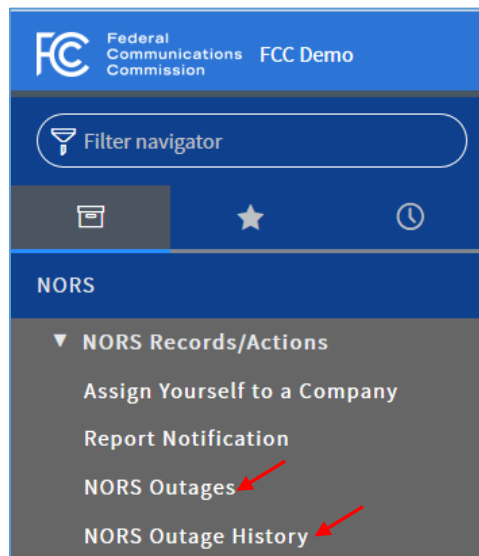 FCC
Federal
Communications
Commission
FCC Demo
Filter navigator
NORS
NORS Records/Actions
Assign Yourself to a Company
Report Notification
NORS Outages
NORS Outage History